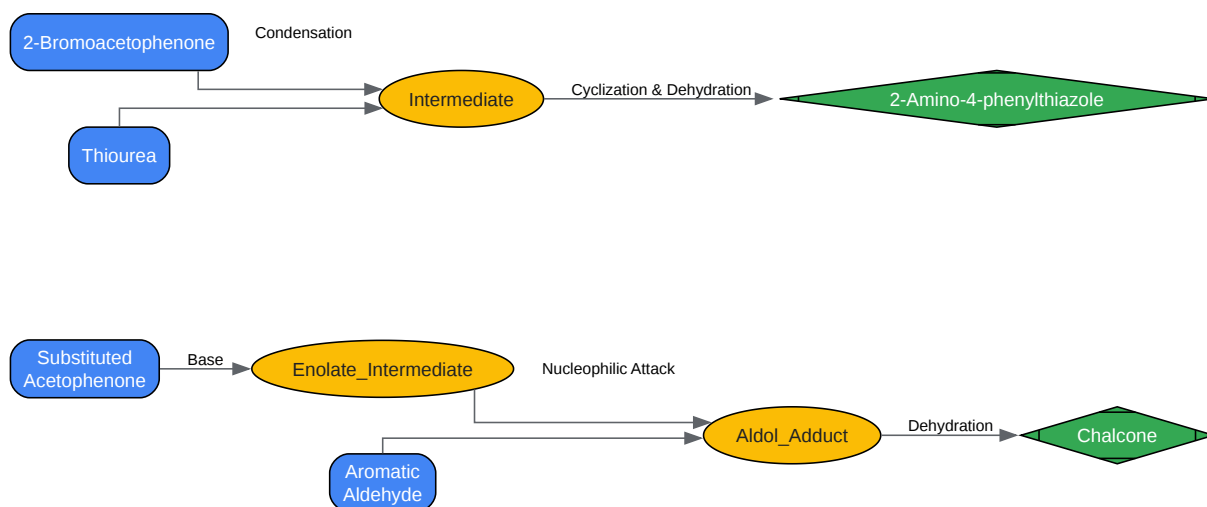 2-Bromoacetophenone
Condensation
Intermediate
Cyclization & Dehydration
2-Amino-4-phenylthiazole
Thiourea
Substituted
Acetophenone
Base
Enolate_Intermediate
Nucleophilic Attack
Aldol_Adduct
Dehydration
Chalcone
Aromatic
Aldehyde